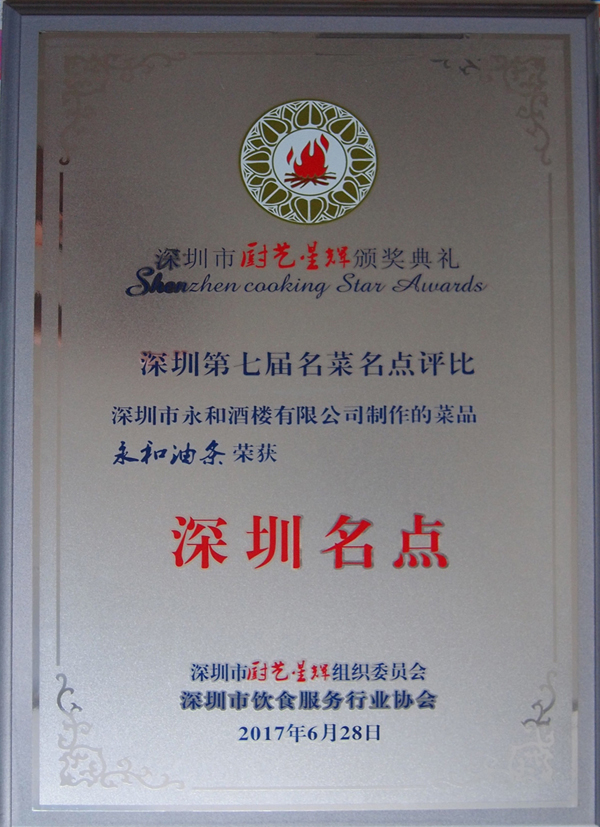 深圳市厨艺星辉颁奖典礼
Shenzhen cooking Star Awards
深圳第七届名菜名点评比
深圳市永和酒楼有限公司制作的菜品
永和油条荣获
深圳名点
深圳市厨艺星辉组织委员会
深圳市饮食服务行业协会
2017年6月28日